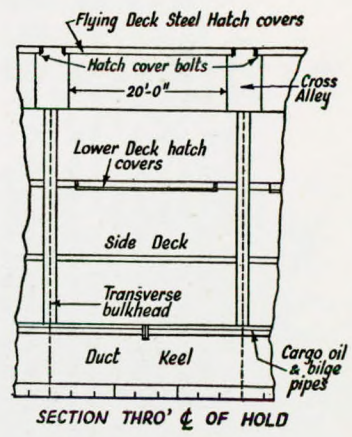 Flying Deck Steel Hatch covers
Hatch cover bolts
20'-0"
Cross
Alley
Lower Deck hatch
covers
Side Deck
Transverse
bulkhead
Duct Keel
Cargo oil
& bilge
pipes
SECTION THRO' ℄ OF HOLD